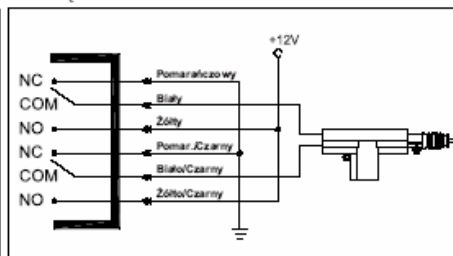 +12V
NC Pomarańczowy
COM Biały
NO Żółty
NC Pomar./Czarny
COM Biało/Czarny
NO Żółto/Czarny